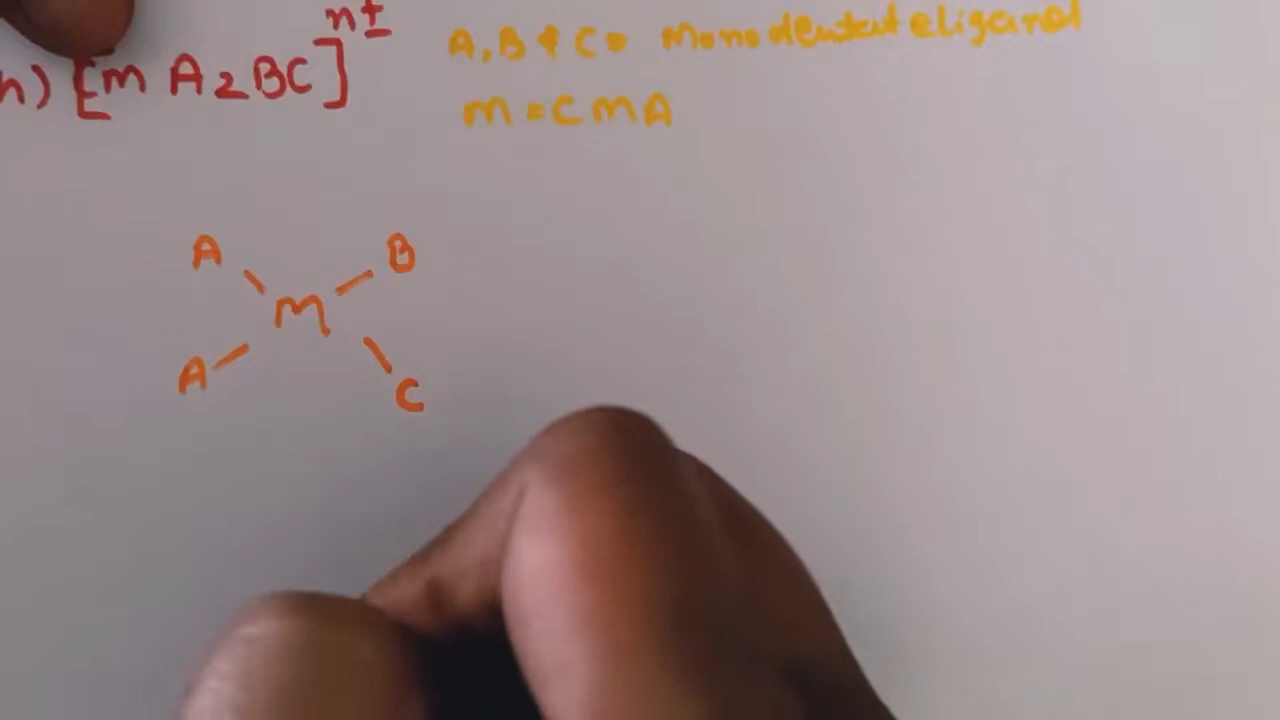 h) [M A2BC]n±
A, B & C = Monodentate ligand
M = CMA
A B
M
A C